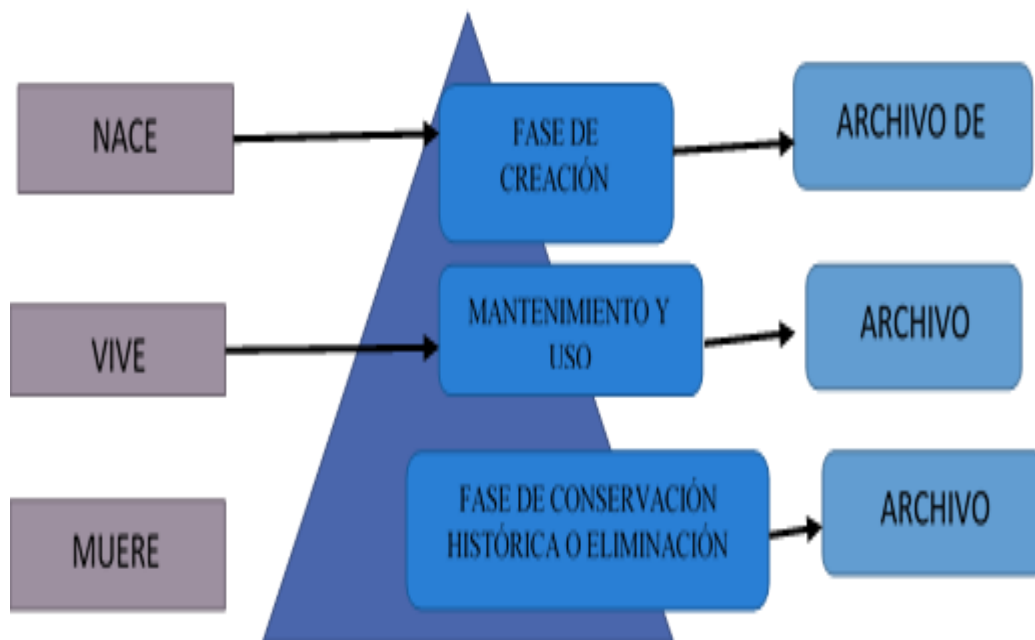 NACE
FASE DE
CREACIÓN
ARCHIVO DE
VIVE
MANTENIMIENTO Y
USO
ARCHIVO
MUERE
FASE DE CONSERVACIÓN
HISTÓRICA O ELIMINACIÓN
ARCHIVO